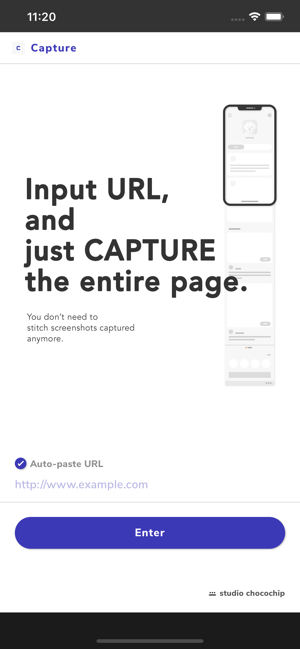 11:20
C Capture
Input URL,
and
just CAPTURE
the entire page.
You don't need to
stitch screenshots captured
anymore.
Auto-paste URL
http://www.example.com
Enter
studio chocochip